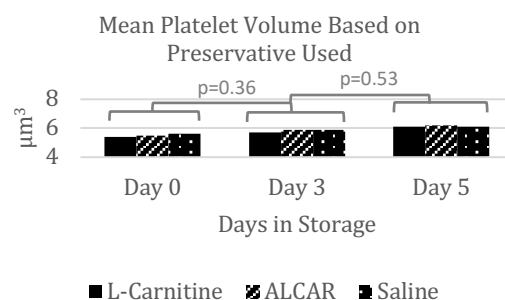 Mean Platelet Volume Based on
Preservative Used
p=0.36 p=0.53
8
6
4
μm³
Day 0 Day 3 Day 5
Days in Storage
L-Carnitine ALCAR Saline